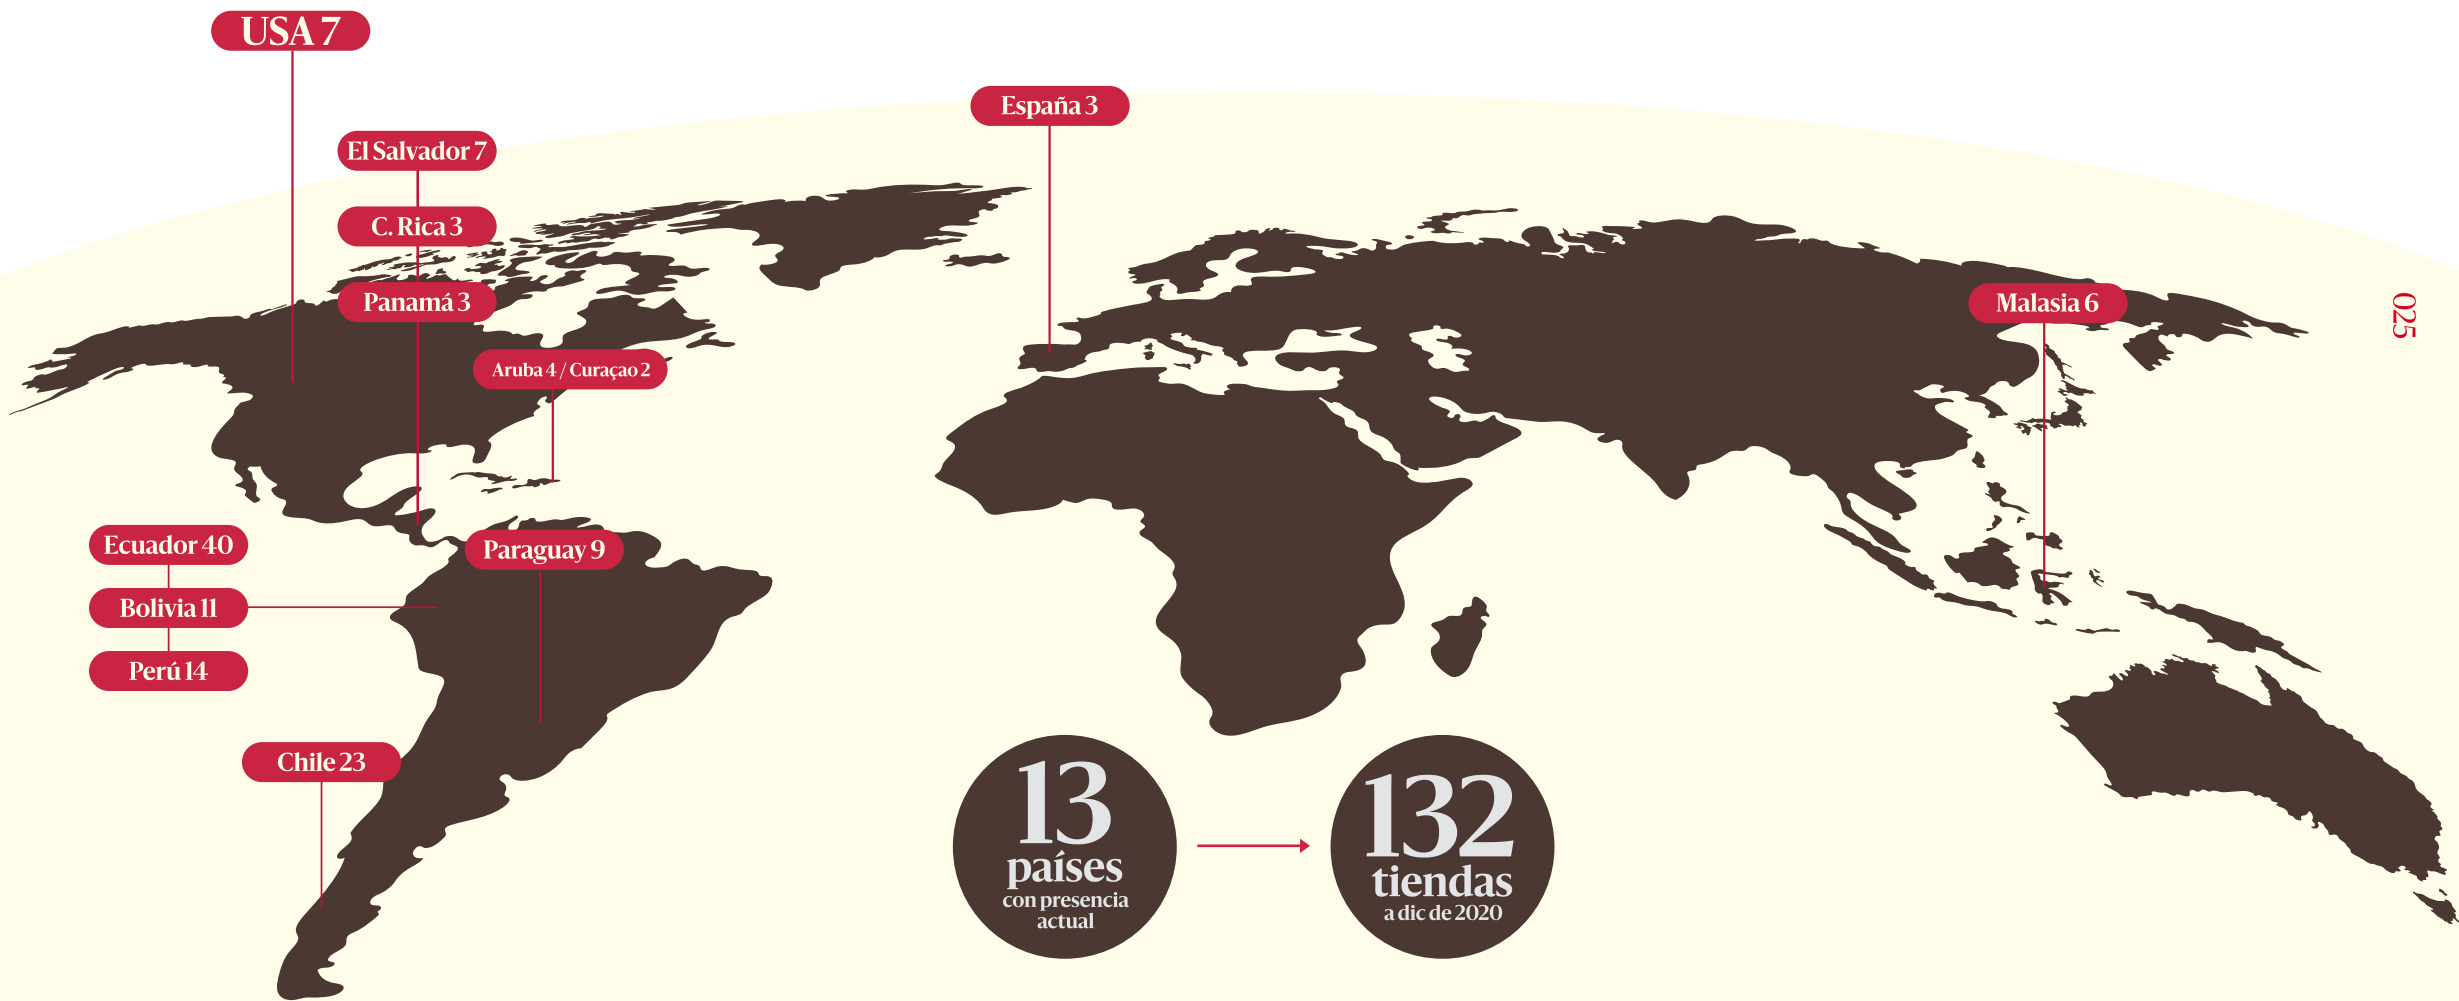 USA 7
España 3
El Salvador 7
C. Rica 3
Panamá 3
Malasia 6
025
Aruba 4 / Curaçao 2
Ecuador 40
Paraguay 9
Bolivia 11
Perú 14
Chile 23
13
países
con presencia
actual
132
tiendas
a dic de 2020